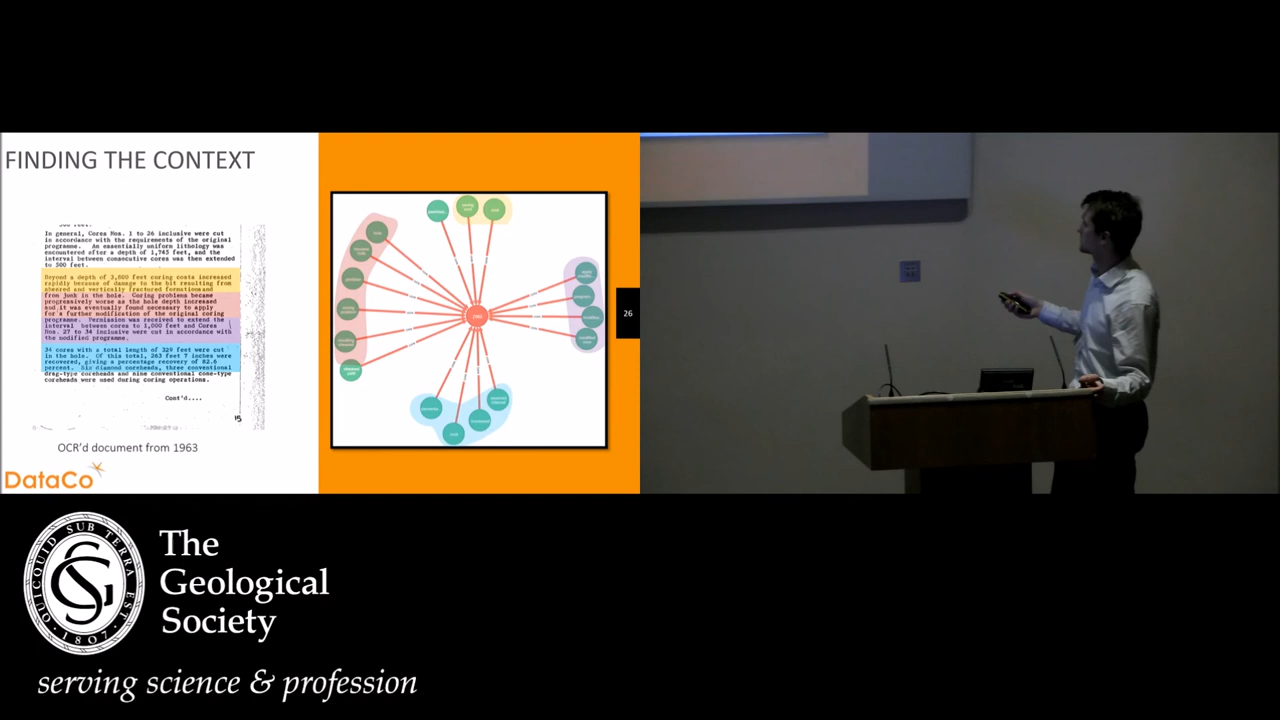 FINDING THE CONTEXT
In general, Cores Nos. 1 to 26 inclusive were cut
in accordance with the requirements of the original
programme. An essentially uniform lithology was
encountered after a depth of 1,745 feet, and the
interval between consecutive cores was then extended
to 500 feet.
Beyond a depth of 3,800 feet coring costs increased
rapidly because of damage to the bit resulting from
sheared and vertically fractured formations and
from junk in the hole. Coring problems became
progressively worse as the hole depth increased
and it was eventually found necessary to apply
for a further modification of the original coring
programme. Permission was received to extend the
interval between cores to 1,000 feet and Cores
Nos. 27 to 34 inclusive were cut in accordance with
the modified programme.
34 cores with a total length of 329 feet were cut
in the hole. Of this total, 263 feet 7 inches were
recovered, giving a percentage recovery of 82.6
percent. Six diamond coreheads, three conventional
drag-type coreheads and nine conventional cone-type
coreheads were used during coring operations.
Cont'd....
OCR'd document from 1963
DataCo
26
QUICQUID SUB TERRA EST
1807
The
Geological
Society
serving science & profession